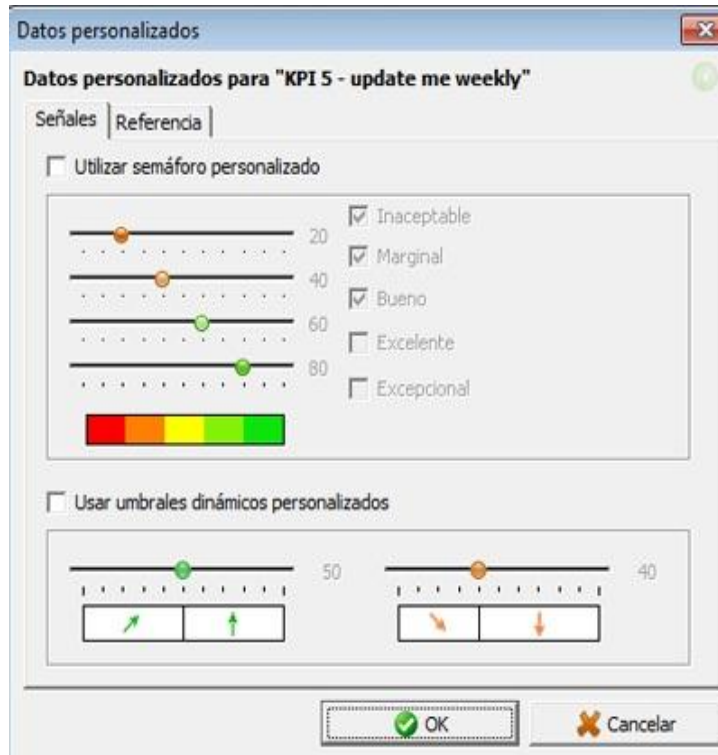 Datos personalizados
Datos personalizados para "KPI 5 - update me weekly"
Señales
Referencia
Utilizar semáforo personalizado
20
Inaceptable
40
Marginal
60
Bueno
80
Excelente
Excepcional
Usar umbrales dinámicos personalizados
50
40
OK
Cancelar